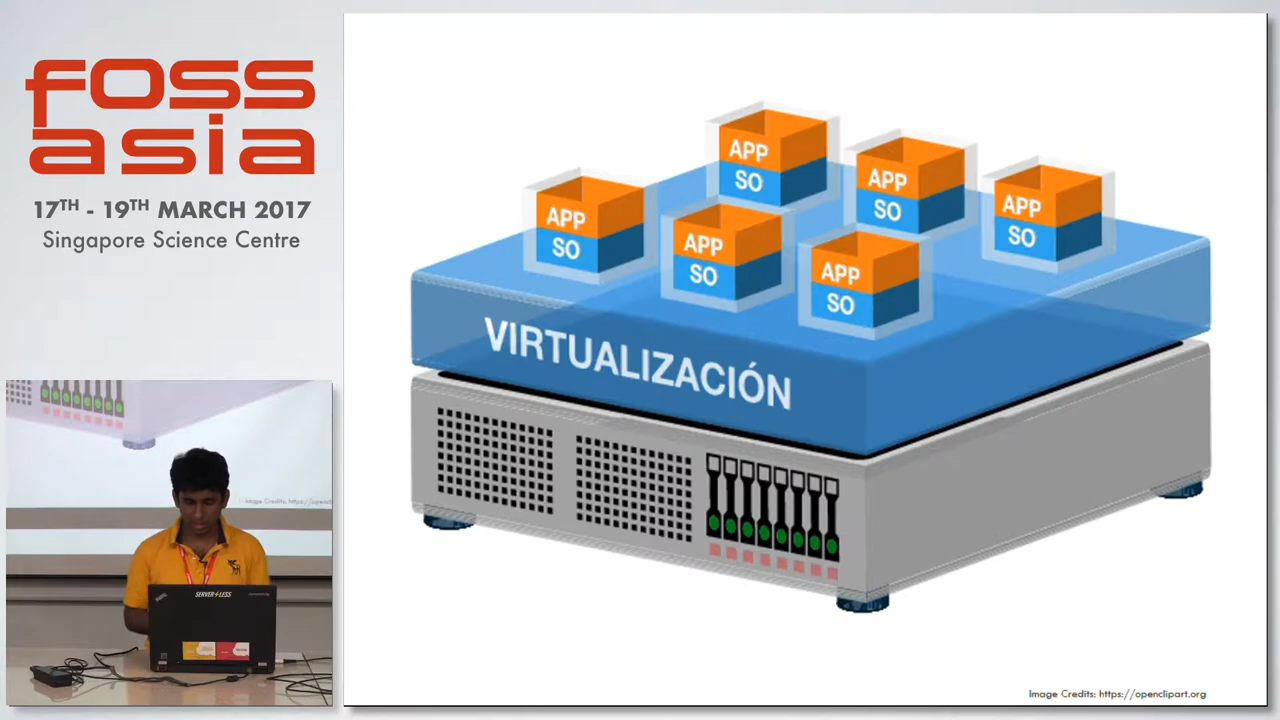 foss
asia
17TH - 19TH MARCH 2017
Singapore Science Centre
APP
SO
APP
SO
APP
SO
APP
SO
APP
SO
APP
SO
VIRTUALIZACIÓN
Image Credits: https://openclipart.org
SERVERLESS